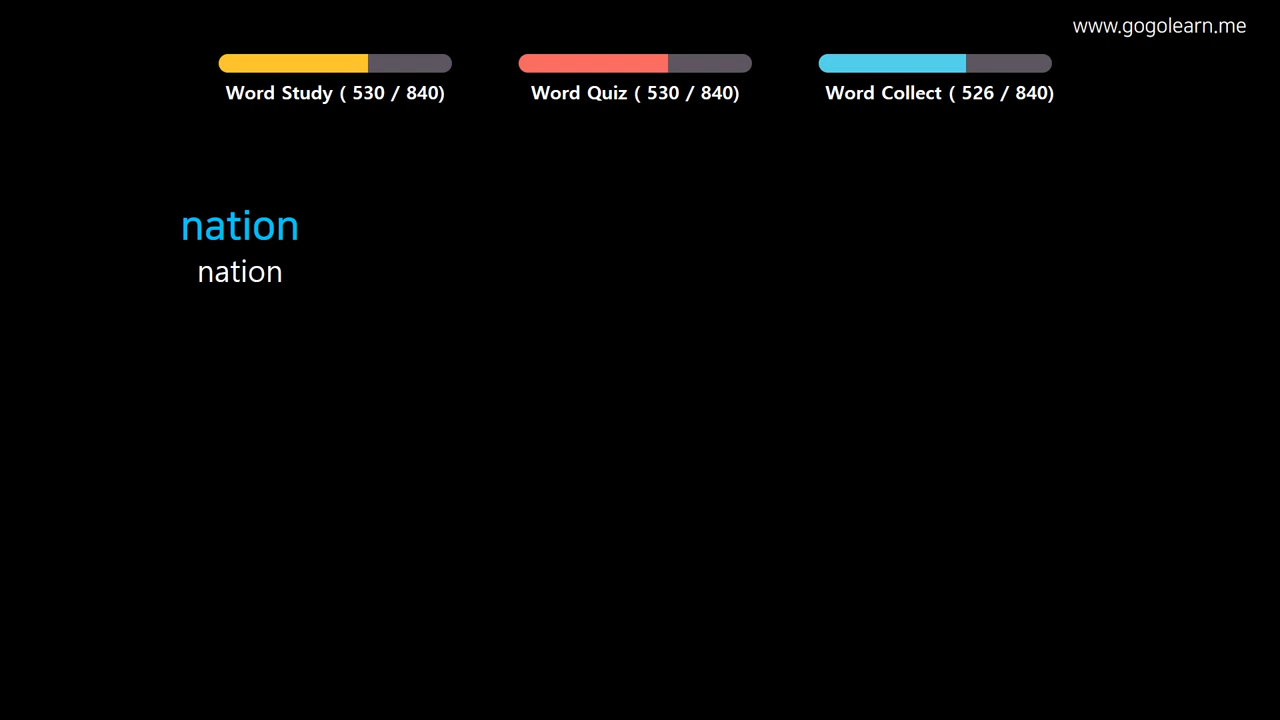 www.gogolearn.me
Word Study ( 530 / 840)
Word Quiz ( 530 / 840)
Word Collect ( 526 / 840)
nation
nation